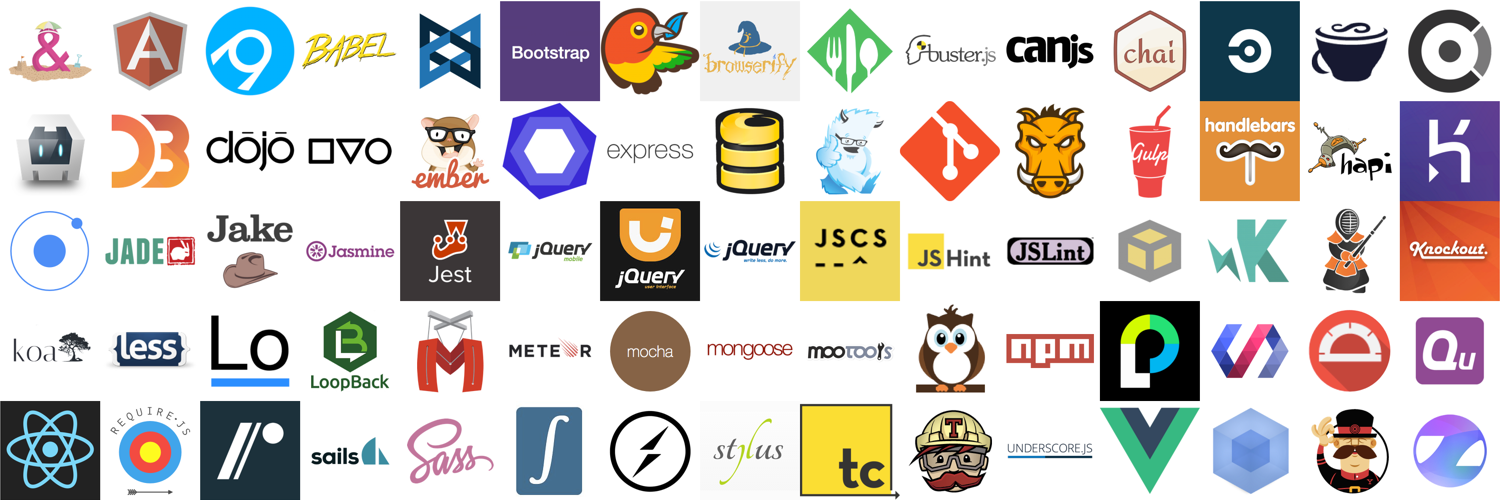 &
A
BABEL
Bootstrap
browserify
buster.js
canjs
chai
D3
dōjō
ember
express
Gulp
handlebars
hapi
JADE
Jake
Jasmine
Jest
jQuery
mobile
jQuery
user interface
jQuery
write less, do more.
JSCS
JS Hint
JSLint
K
Knockout.
koa
less
Lo
LB
LoopBack
M
METEOR
mocha
mongoose
mootools
npm
p
Qu
REQUIRE·JS
sails
Sass
stylus
tc
T
UNDERSCORE.JS